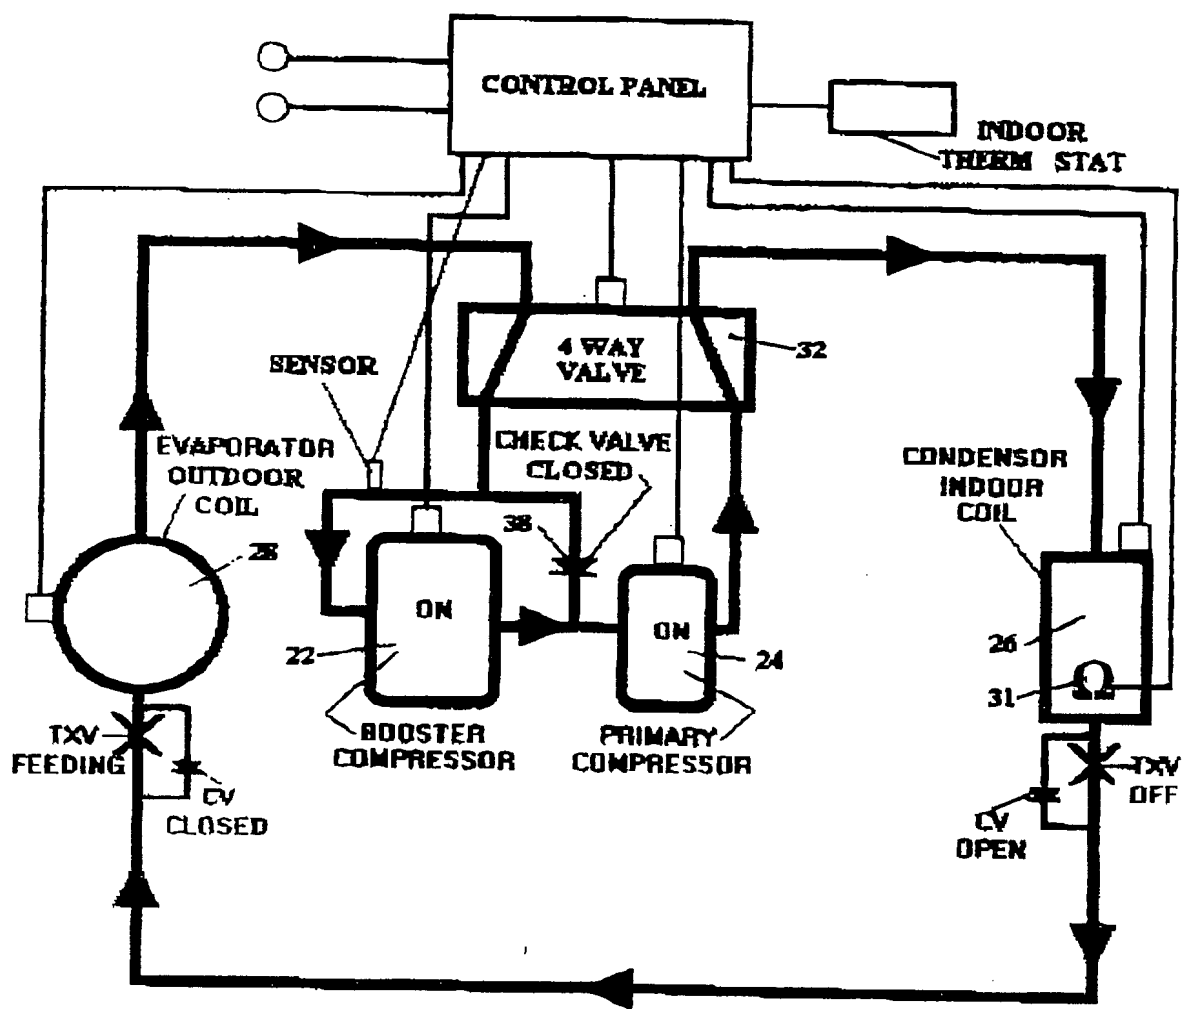 CONTROL PANEL
INDOOR
THERM STAT
4 WAY
VALVE
32
SENSOR
CHECK VALVE
CLOSED
38
EVAPORATOR
OUTDOOR
COIL
28
CONDENSOR
INDOOR
COIL
ON
22
ON
24
26
31
BOOSTER
COMPRESSOR
PRIMARY
COMPRESSOR
TXV
FEEDING
CV
CLOSED
TXV
OFF
CV
OPEN